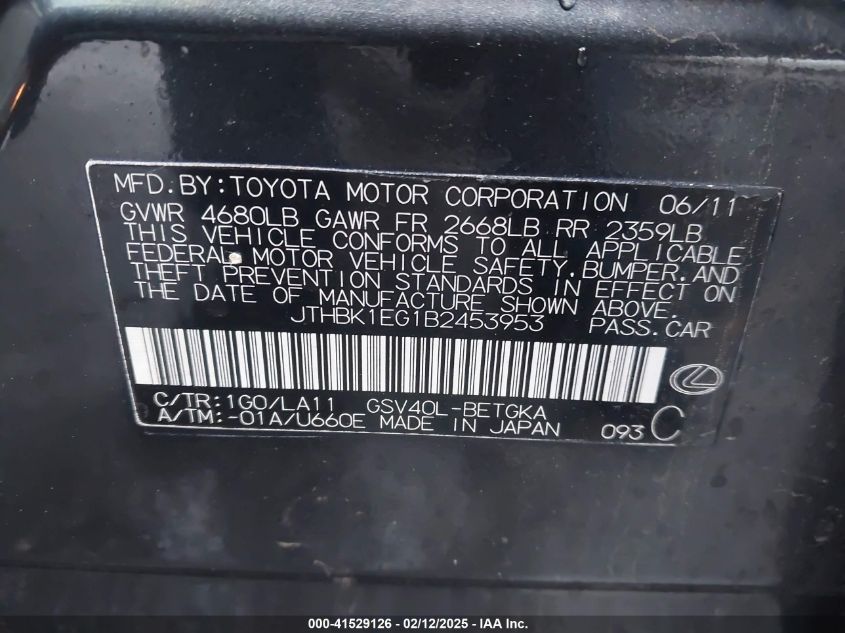 MFD.BY:TOYOTA MOTOR CORPORATION 06/11
GVWR 4680LB GAWR FR 2668LB RR 2359LB
THIS VEHICLE CONFORMS TO ALL APPLICABLE
FEDERAL MOTOR VEHICLE SAFETY,BUMPER,AND
THEFT PREVENTION STANDARDS IN EFFECT ON
THE DATE OF MANUFACTURE SHOWN ABOVE.
JTHBK1EG1B2453953 PASS.CAR
C/TR:1G0/LA11 GSV40L-BETGKA
A/TM:-01A/U660E MADE IN JAPAN 093 C
000-41529126 - 02/12/2025 - IAA Inc.